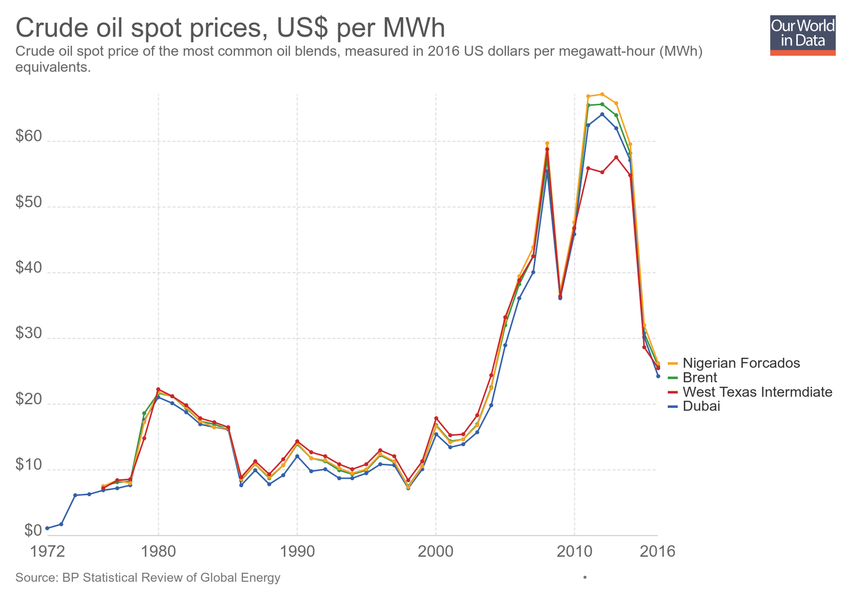 Crude oil spot prices, US$ per MWh
Our World
in Data
Crude oil spot price of the most common oil blends, measured in 2016 US dollars per megawatt-hour (MWh)
equivalents.
$60
$50
$40
$30
$20
$10
$0
Nigerian Forcados
Brent
West Texas Intermdiate
Dubai
1972 1980 1990 2000 2010 2016
Source: BP Statistical Review of Global Energy
•